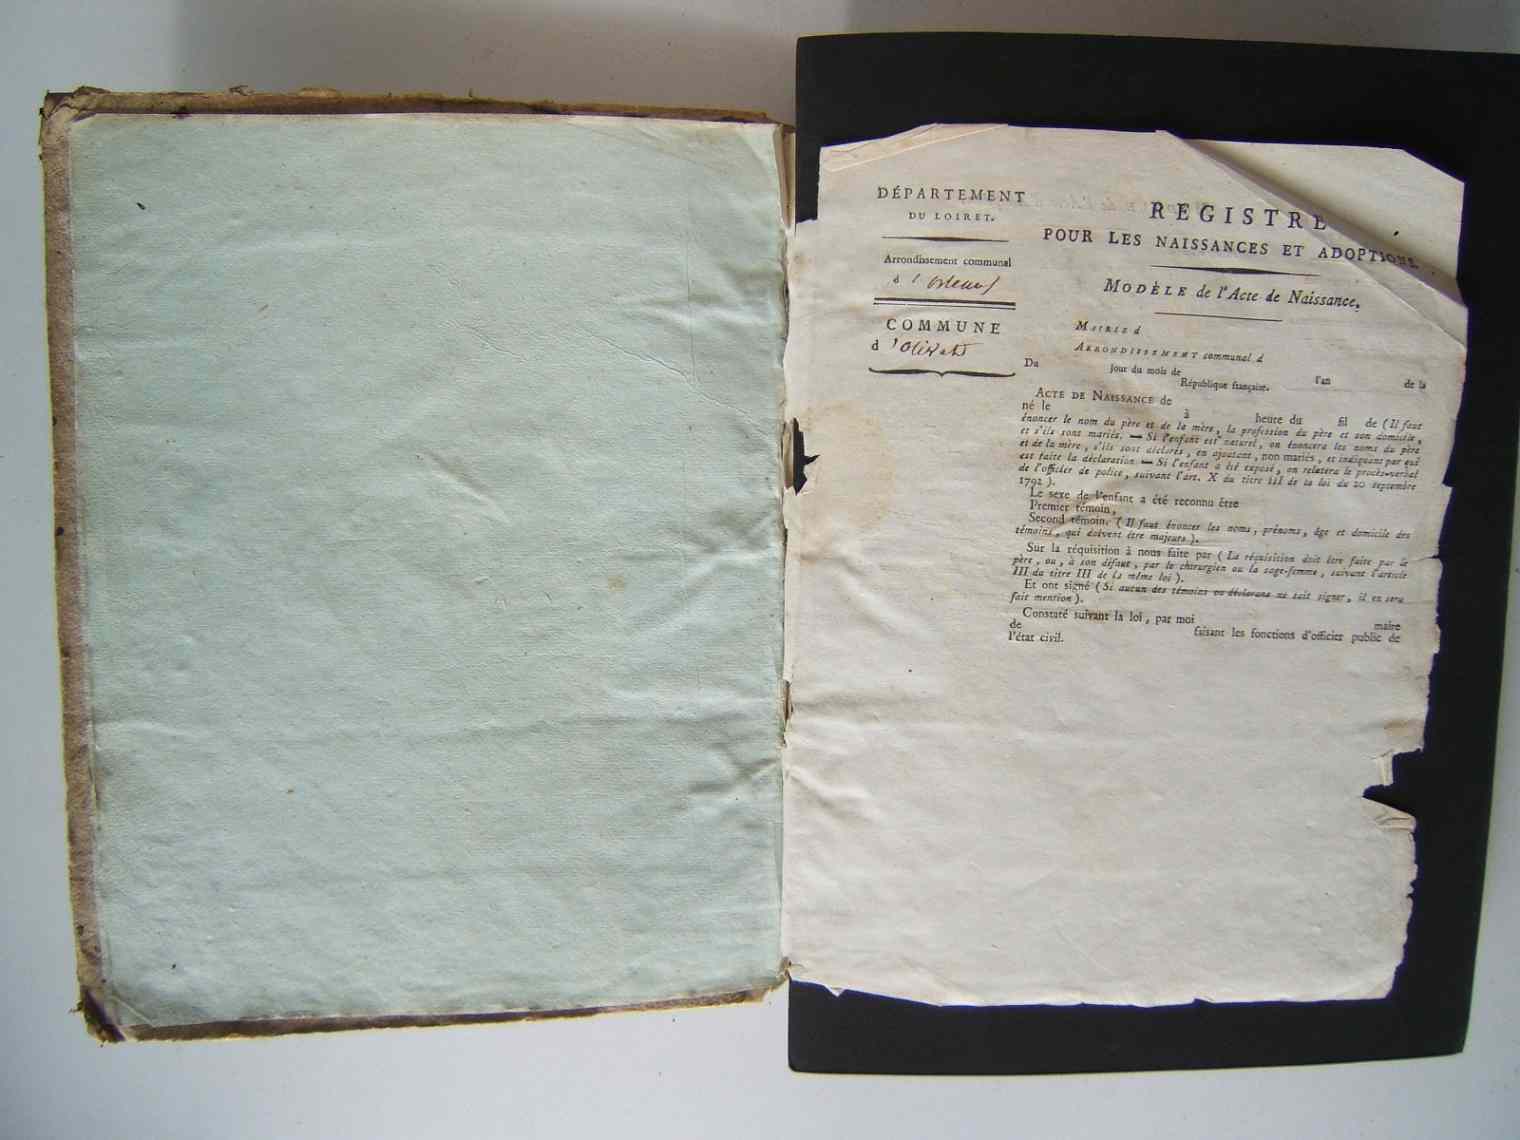 DÉPARTEMENT
DU LOIRET.
Arrondissement communal
d'Orléans
COMMUNE
d'Olivet
REGISTRE
POUR LES NAISSANCES ET ADOPTIONS.
MODÈLE de l'Acte de Naissance.
MAIRIE d
ARRONDISSEMENT communal d
Du jour du mois de l'an de la
République française.
ACTE DE NAISSANCE de
né le à heure du fil de (Il faut
énoncer le nom du père et de la mère, la profession du père et son domicile,
et s'ils sont mariés. — Si l'enfant est naturel, on énoncera les noms du père
et de la mère, s'ils sont déclarés, en ajoutant, non mariés, et indiquant par qui
est faite la déclaration — Si l'enfant a été exposé, on relatera le procès-verbal
de l'officier de police, suivant l'art. X du titre III de la loi du 20 septembre
1792 ).
Le sexe de l'enfant a été reconnu être
Premier témoin,
Second témoin. ( Il faut énoncer les noms, prénoms, âge et domicile des
témoins, qui doivent être majeurs ).
Sur la réquisition à nous faite par ( La réquisition doit être faite par le
père, ou, à son défaut, par le chirurgien ou la sage-femme, suivant l'article
III du titre III de la même loi ).
Et ont signé ( Si aucun des témoins ou déclarans ne sait signer, il en sera
fait mention ).
Constaté suivant la loi, par moi maire
de faisant les fonctions d'officier public de
l'état civil.